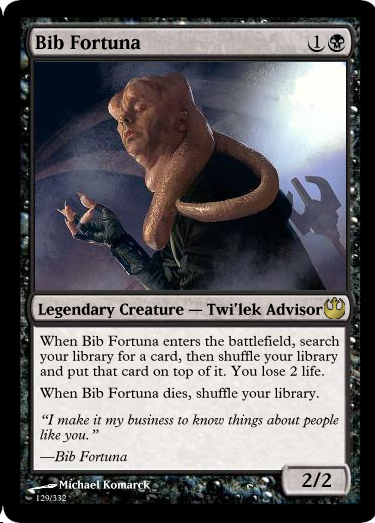 Bib Fortuna 1
Legendary Creature — Twi'lek Advisor
When Bib Fortuna enters the battlefield, search
your library for a card, then shuffle your library
and put that card on top of it. You lose 2 life.
When Bib Fortuna dies, shuffle your library.
“I make it my business to know things about people
like you.”
—Bib Fortuna
2/2
Michael Komarck
129/332